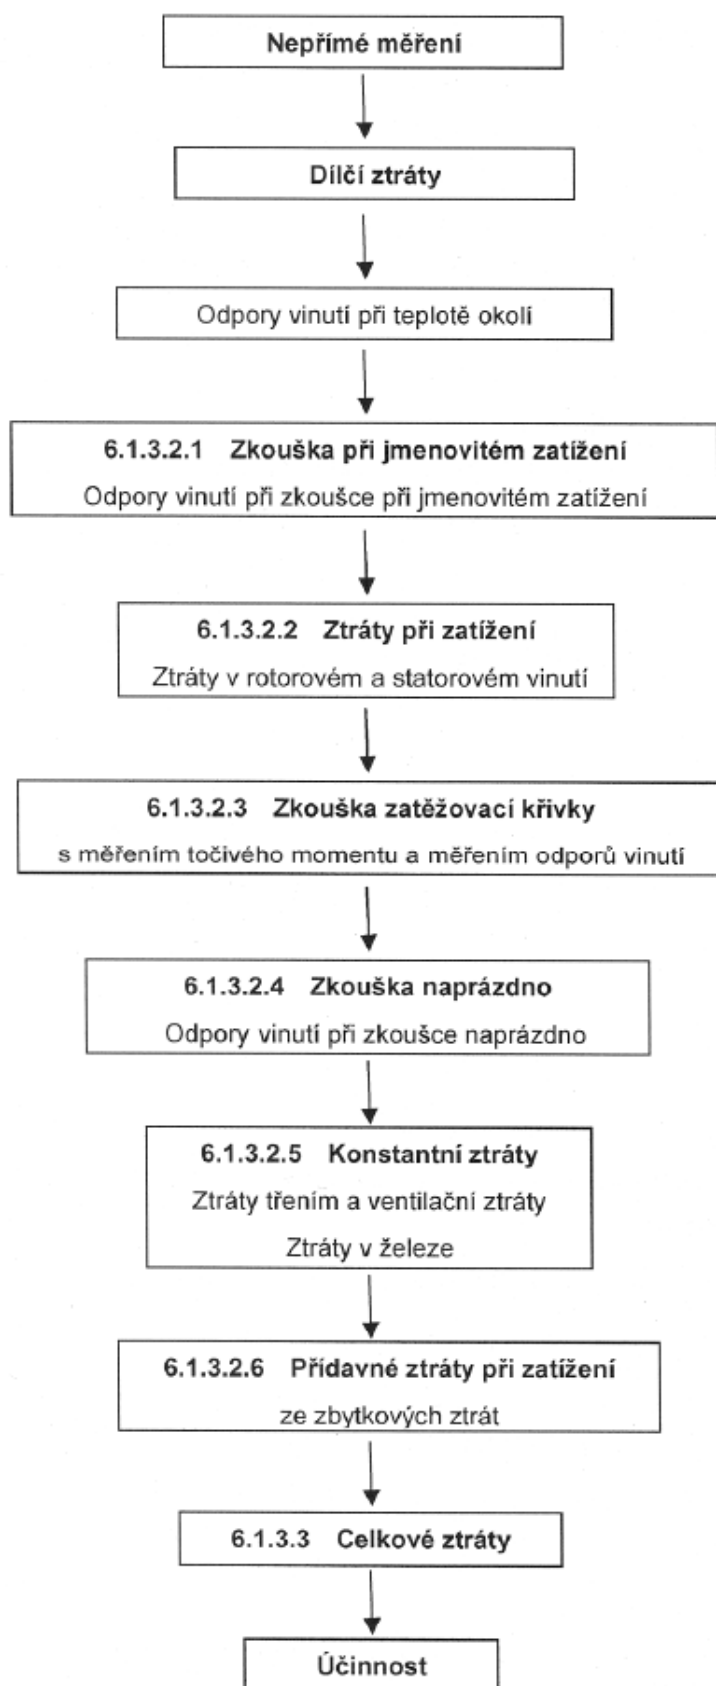 Nepřímé měření
Dílčí ztráty
Odpory vinutí při teplotě okolí
6.1.3.2.1 Zkouška při jmenovitém zatížení
Odpory vinutí při zkoušce při jmenovitém zatížení
6.1.3.2.2 Ztráty při zatížení
Ztráty v rotorovém a statorovém vinutí
6.1.3.2.3 Zkouška zatěžovací křivky
s měřením točivého momentu a měřením odporů vinutí
6.1.3.2.4 Zkouška naprázdno
Odpory vinutí při zkoušce naprázdno
6.1.3.2.5 Konstantní ztráty
Ztráty třením a ventilační ztráty
Ztráty v železe
6.1.3.2.6 Přídavné ztráty při zatížení
ze zbytkových ztrát
6.1.3.3 Celkové ztráty
Účinnost